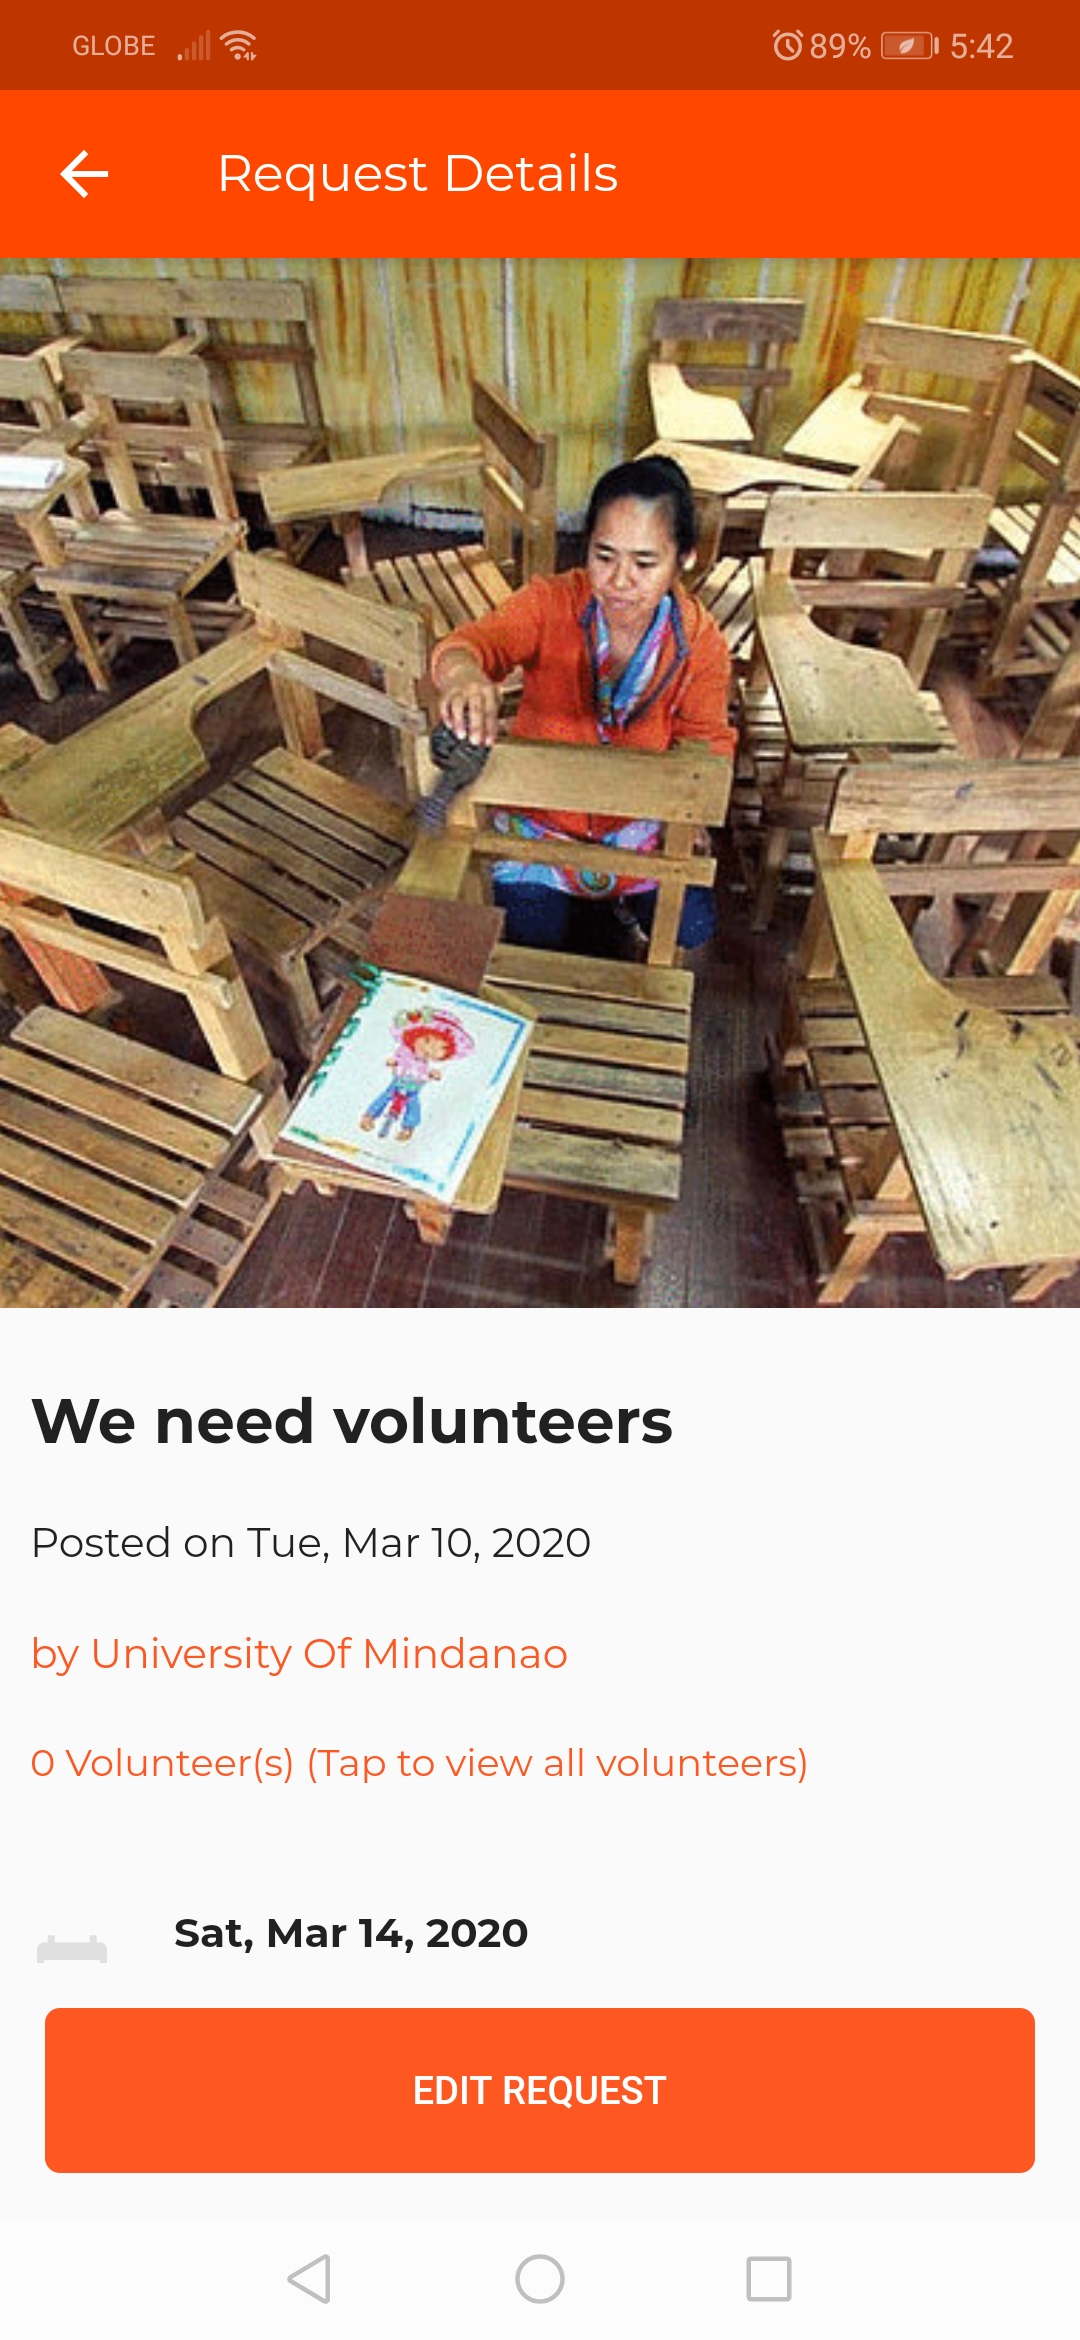 GLOBE 89% 5:42
Request Details
We need volunteers
Posted on Tue, Mar 10, 2020
by University Of Mindanao
0 Volunteer(s) (Tap to view all volunteers)
Sat, Mar 14, 2020
EDIT REQUEST